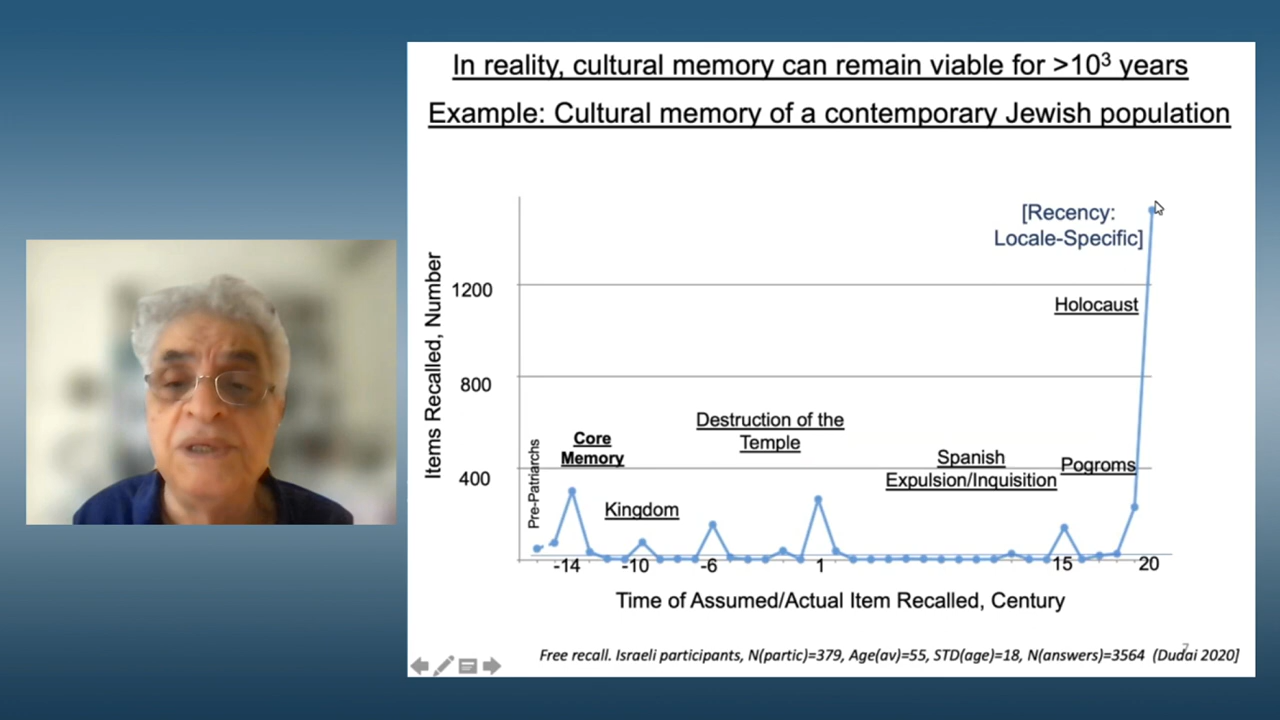 In reality, cultural memory can remain viable for >10³ years
Example: Cultural memory of a contemporary Jewish population
[Recency:
Locale-Specific]
Items Recalled, Number
1200
Holocaust
800
Destruction of the
Temple
Core
Memory
Spanish
Expulsion/Inquisition
Pogroms
400
Pre-Patriarchs
Kingdom
-14
-10
-6
1
15
20
Time of Assumed/Actual Item Recalled, Century
7
Free recall. Israeli participants, N(partic)=379, Age(av)=55, STD(age)=18, N(answers)=3564 (Dudai 2020]